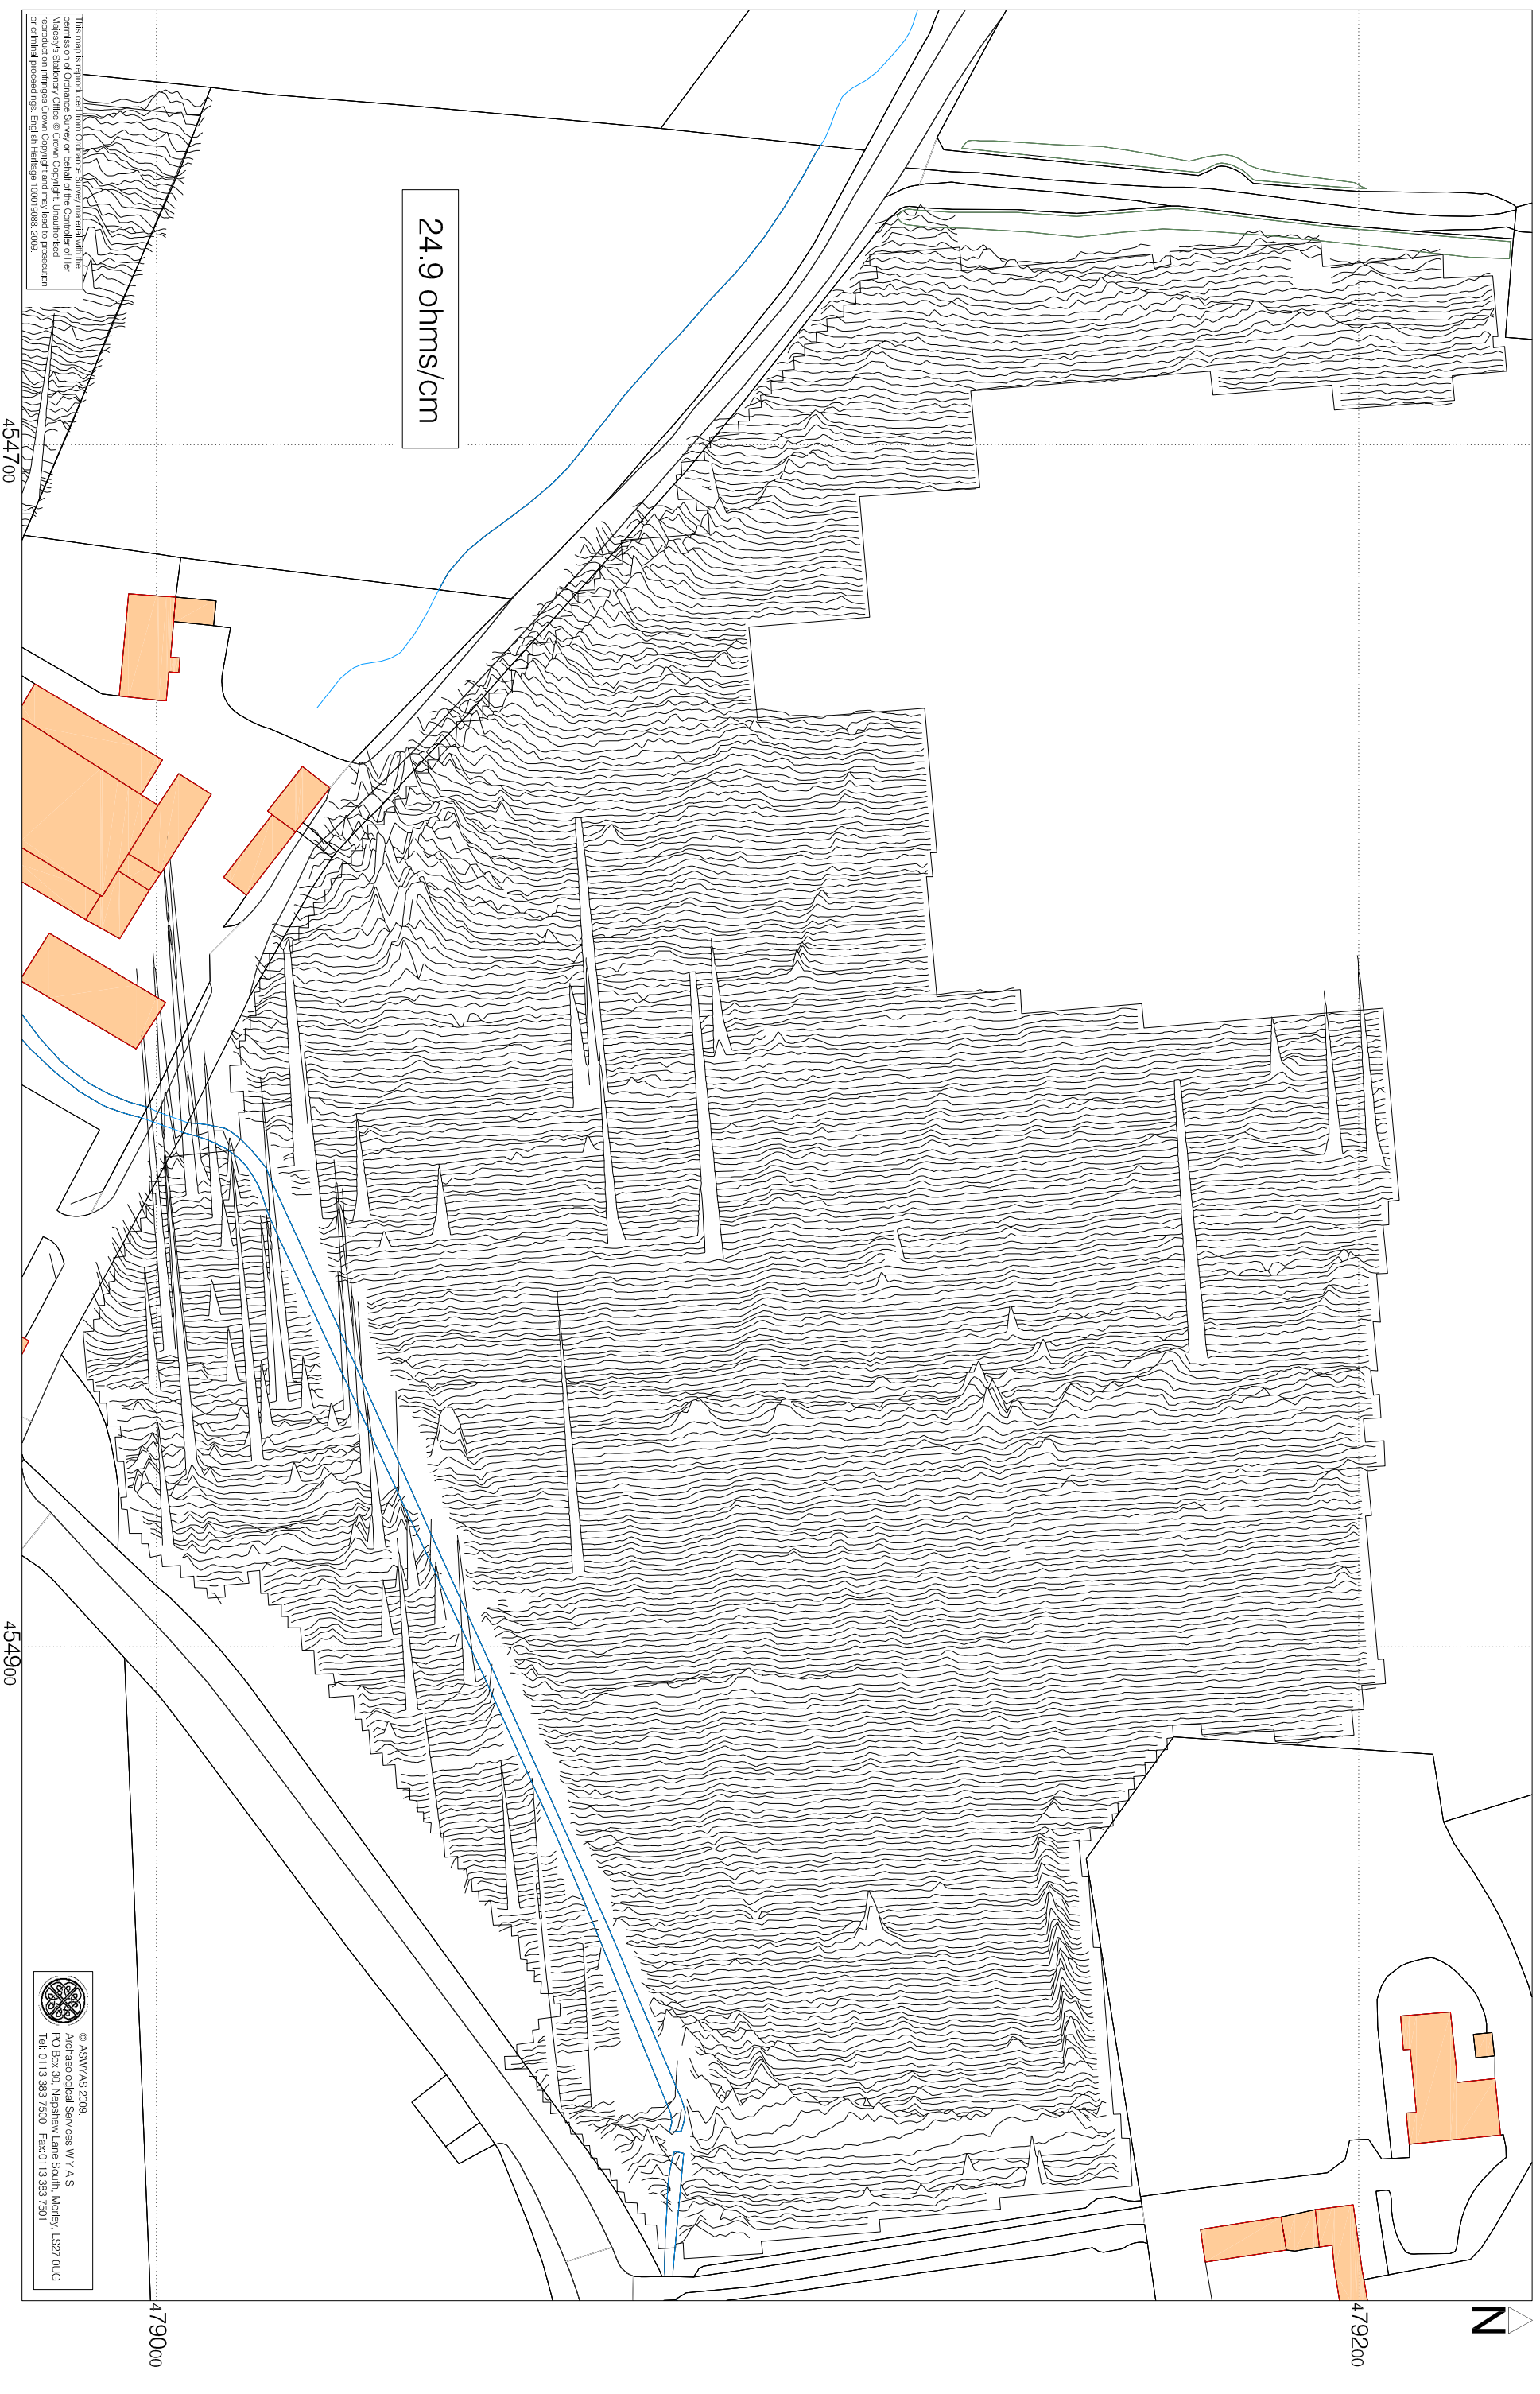 This map is reproduced from Ordnance Survey material with the
permission of Ordnance Survey on behalf of the Controller of Her
Majesty's Stationery Office © Crown Copyright. Unauthorised
reproduction infringes Crown Copyright and may lead to prosecution
or criminal proceedings. English Heritage 100019088. 2009.
24.9 ohms/cm
454700
454900
479000
479200
N
© ASWYAS 2009.
Archaeological Services W Y A S
PO Box 30, Nepshaw Lane South, Morley, LS27 0UG
Tel: 0113 383 7500 Fax:0113 383 7501